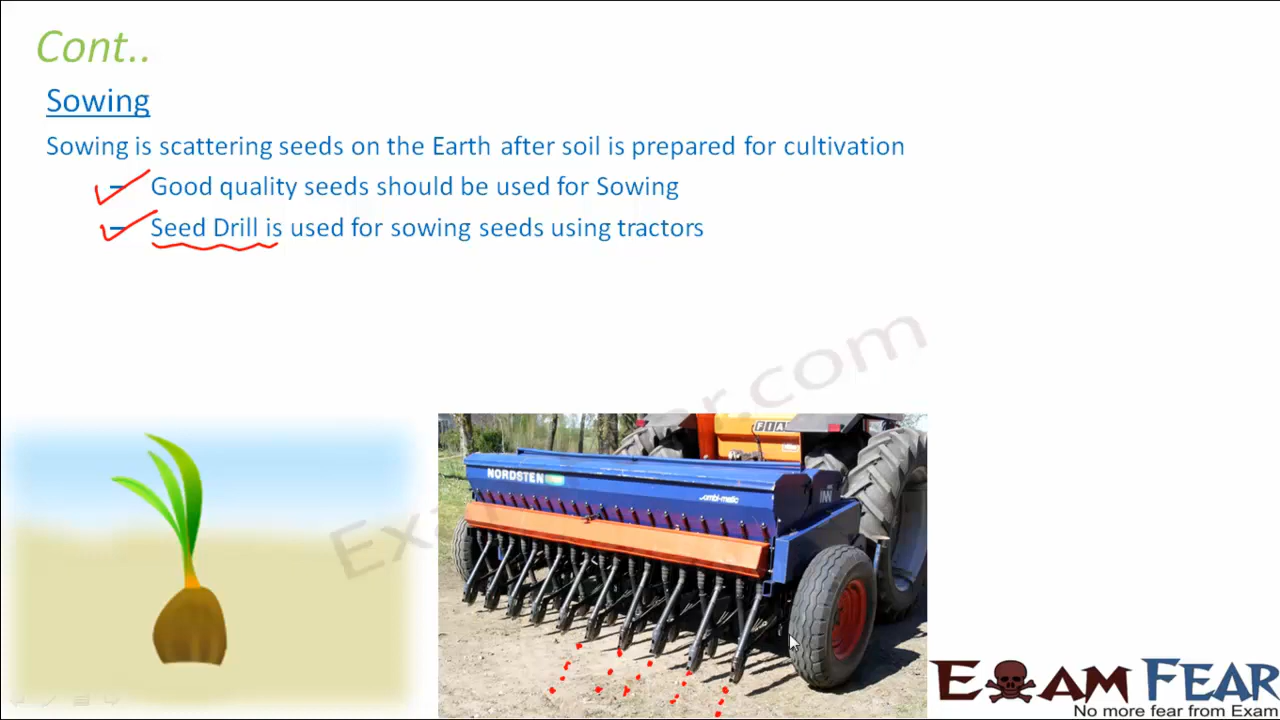 Cont..
Sowing
Sowing is scattering seeds on the Earth after soil is prepared for cultivation
– Good quality seeds should be used for Sowing
– Seed Drill is used for sowing seeds using tractors
NORDSTEN
FIA
INN
EXAM FEAR
No more fear from Exam